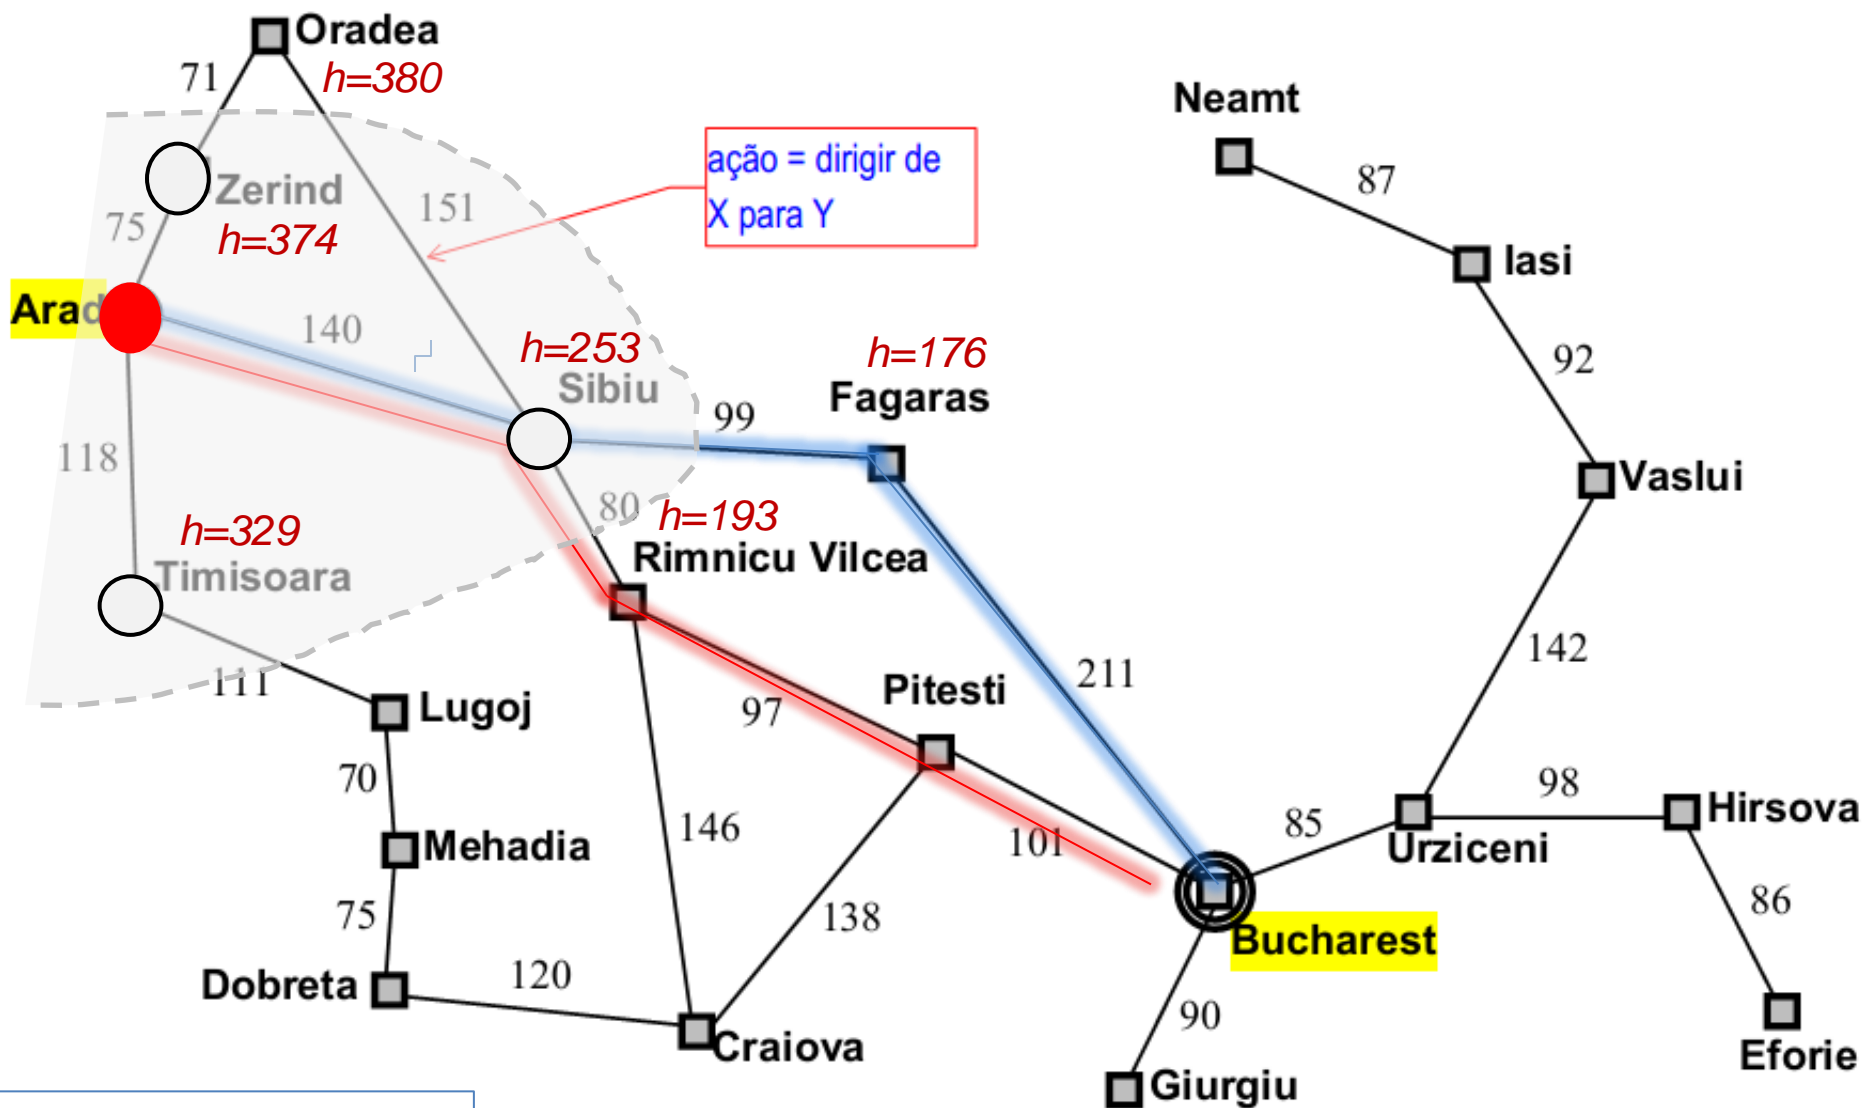 Oradea
71
h=380
Neamt
ação = dirigir de
X para Y
87
Zerind
151
75
h=374
Iasi
Arad
140
h=253
h=176
92
Sibiu
99
Fagaras
118
Vaslui
80
h=193
h=329
Rimnicu Vilcea
Timisoara
142
111
211
Pitesti
Lugoj
97
70
98
Hirsova
146
101
85
Mehadia
Urziceni
75
138
86
Bucharest
Dobreta
120
90
Craiova
Eforie
Giurgiu